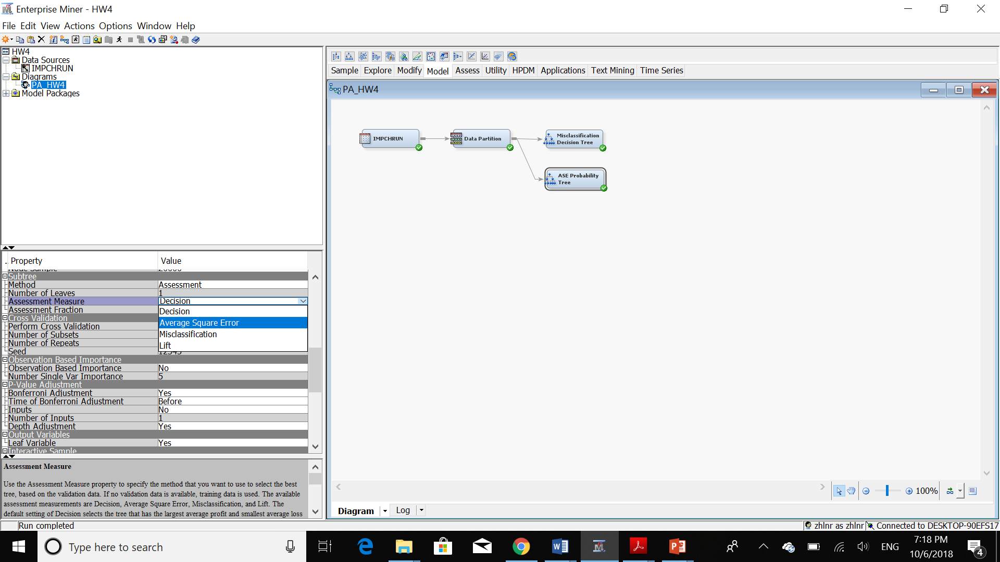 Enterprise Miner - HW4
File Edit View Actions Options Window Help
HW4
Data Sources
IMPCHRUN
Diagrams
PA_HW4
Model Packages
.. Property Value
Node Sample 20000
Subtree
Method Assessment
Number of Leaves 1
Assessment Measure Decision
Assessment Fraction
Decision
Cross Validation
Average Square Error
Perform Cross Validation
Number of Subsets
Misclassification
Number of Repeats
Lift
Seed 12345
Observation Based Importance
Observation Based Importance No
Number Single Var Importance 5
P-Value Adjustment
Bonferroni Adjustment Yes
Time of Bonferroni Adjustment Before
Inputs No
Number of Inputs 1
Depth Adjustment Yes
Output Variables
Leaf Variable Yes
Interactive Sample
Assessment Measure
Use the Assessment Measure property to specify the method that you want to use to select the best
tree, based on the validation data. If no validation data is available, training data is used. The available
assessment measurements are Decision, Average Square Error, Misclassification, and Lift. The
default setting of Decision selects the tree that has the largest average profit and smallest average loss
Run completed
Sample Explore Modify Model Assess Utility HPDM Applications Text Mining Time Series
PA_HW4
IMPCHRUN
Data Partition
Misclassification
Decision Tree
ASE Probability
Tree
100%
Diagram Log
zhlnr as zhlnr Connected to DESKTOP-90EFS17
Type here to search
ENG
7:18 PM
10/6/2018
4